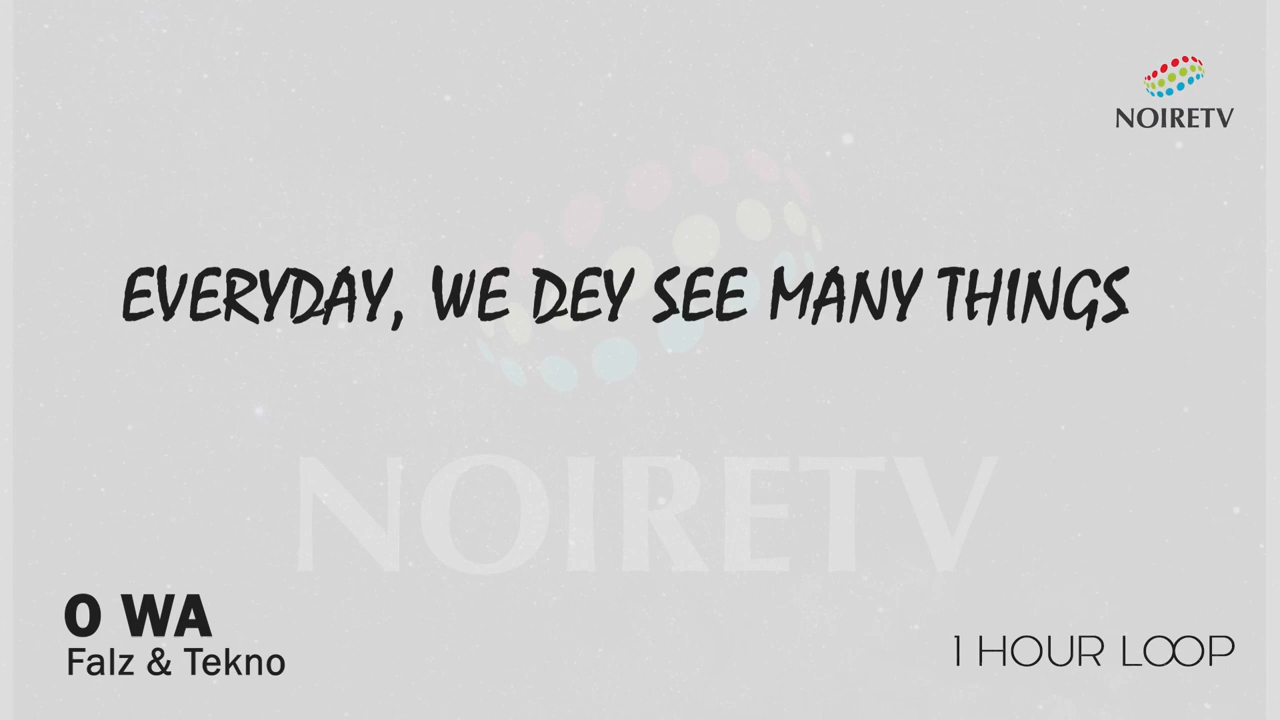 NOIRETV
EVERYDAY, WE DEY SEE MANY THINGS
NOIRETV
O WA
Falz & Tekno
1 HOUR LOOP